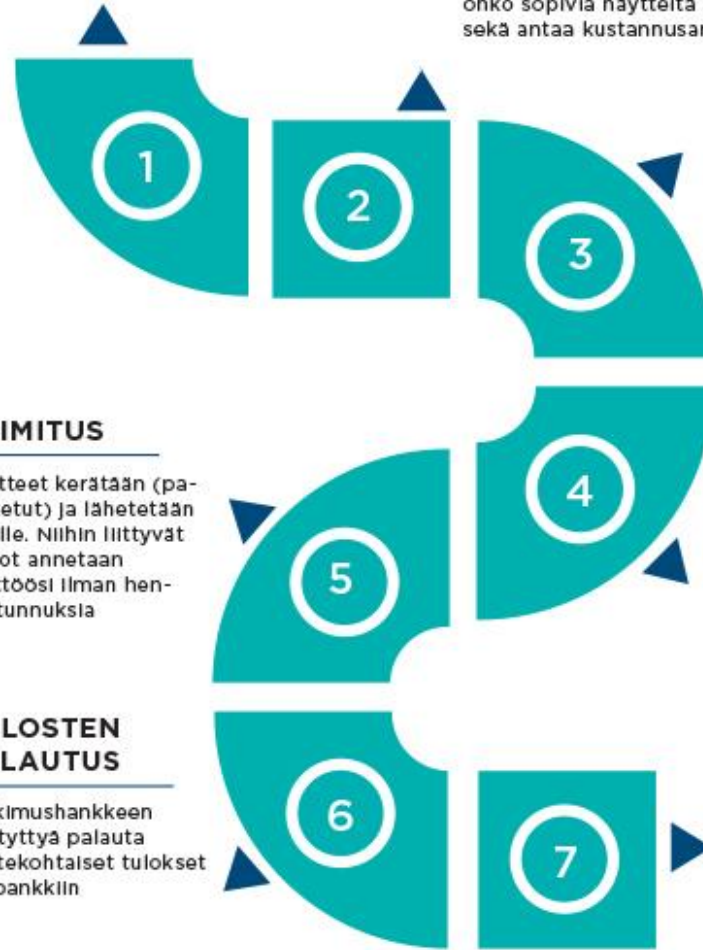 onko sopivia näytteitä
sekä antaa kustannusar
1
2
3
4
IMITUS
tteet kerätään (pa-
etut) ja lähetetään
lle. Niihin liittyvät
ot annetaan
ttöösi ilman hen-
tunnuksia
5
LOSTEN
LAUTUS
kimushankkeen
tyttyä palauta
tekohtaiset tulokset
pankkiin
6
7